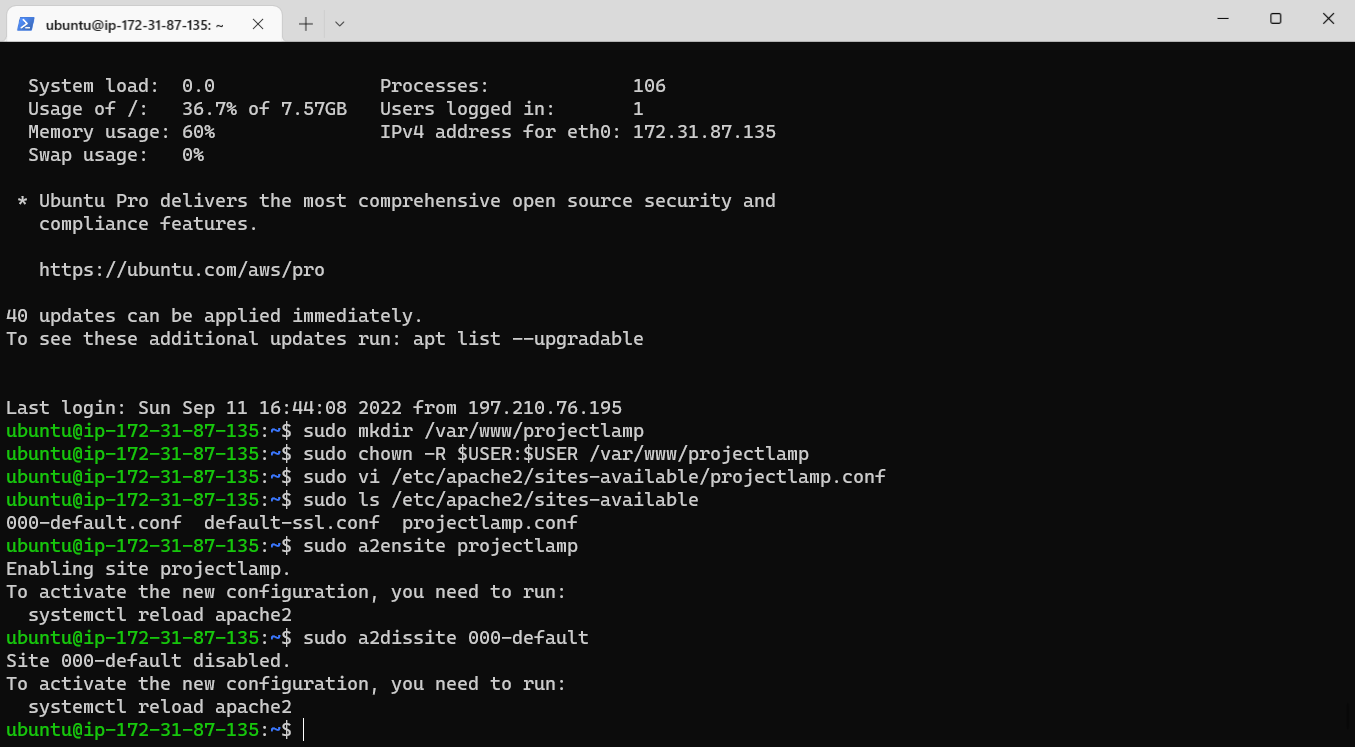 ubuntu@ip-172-31-87-135: ~
System load:  0.0               Processes:             106
Usage of /:   36.7% of 7.57GB   Users logged in:       1
Memory usage: 60%               IPv4 address for eth0: 172.31.87.135
Swap usage:   0%
* Ubuntu Pro delivers the most comprehensive open source security and
compliance features.
https://ubuntu.com/aws/pro
40 updates can be applied immediately.
To see these additional updates run: apt list --upgradable
Last login: Sun Sep 11 16:44:08 2022 from 197.210.76.195
ubuntu@ip-172-31-87-135:~$ sudo mkdir /var/www/projectlamp
ubuntu@ip-172-31-87-135:~$ sudo chown -R $USER:$USER /var/www/projectlamp
ubuntu@ip-172-31-87-135:~$ sudo vi /etc/apache2/sites-available/projectlamp.conf
ubuntu@ip-172-31-87-135:~$ sudo ls /etc/apache2/sites-available
000-default.conf  default-ssl.conf  projectlamp.conf
ubuntu@ip-172-31-87-135:~$ sudo a2ensite projectlamp
Enabling site projectlamp.
To activate the new configuration, you need to run:
systemctl reload apache2
ubuntu@ip-172-31-87-135:~$ sudo a2dissite 000-default
Site 000-default disabled.
To activate the new configuration, you need to run:
systemctl reload apache2
ubuntu@ip-172-31-87-135:~$